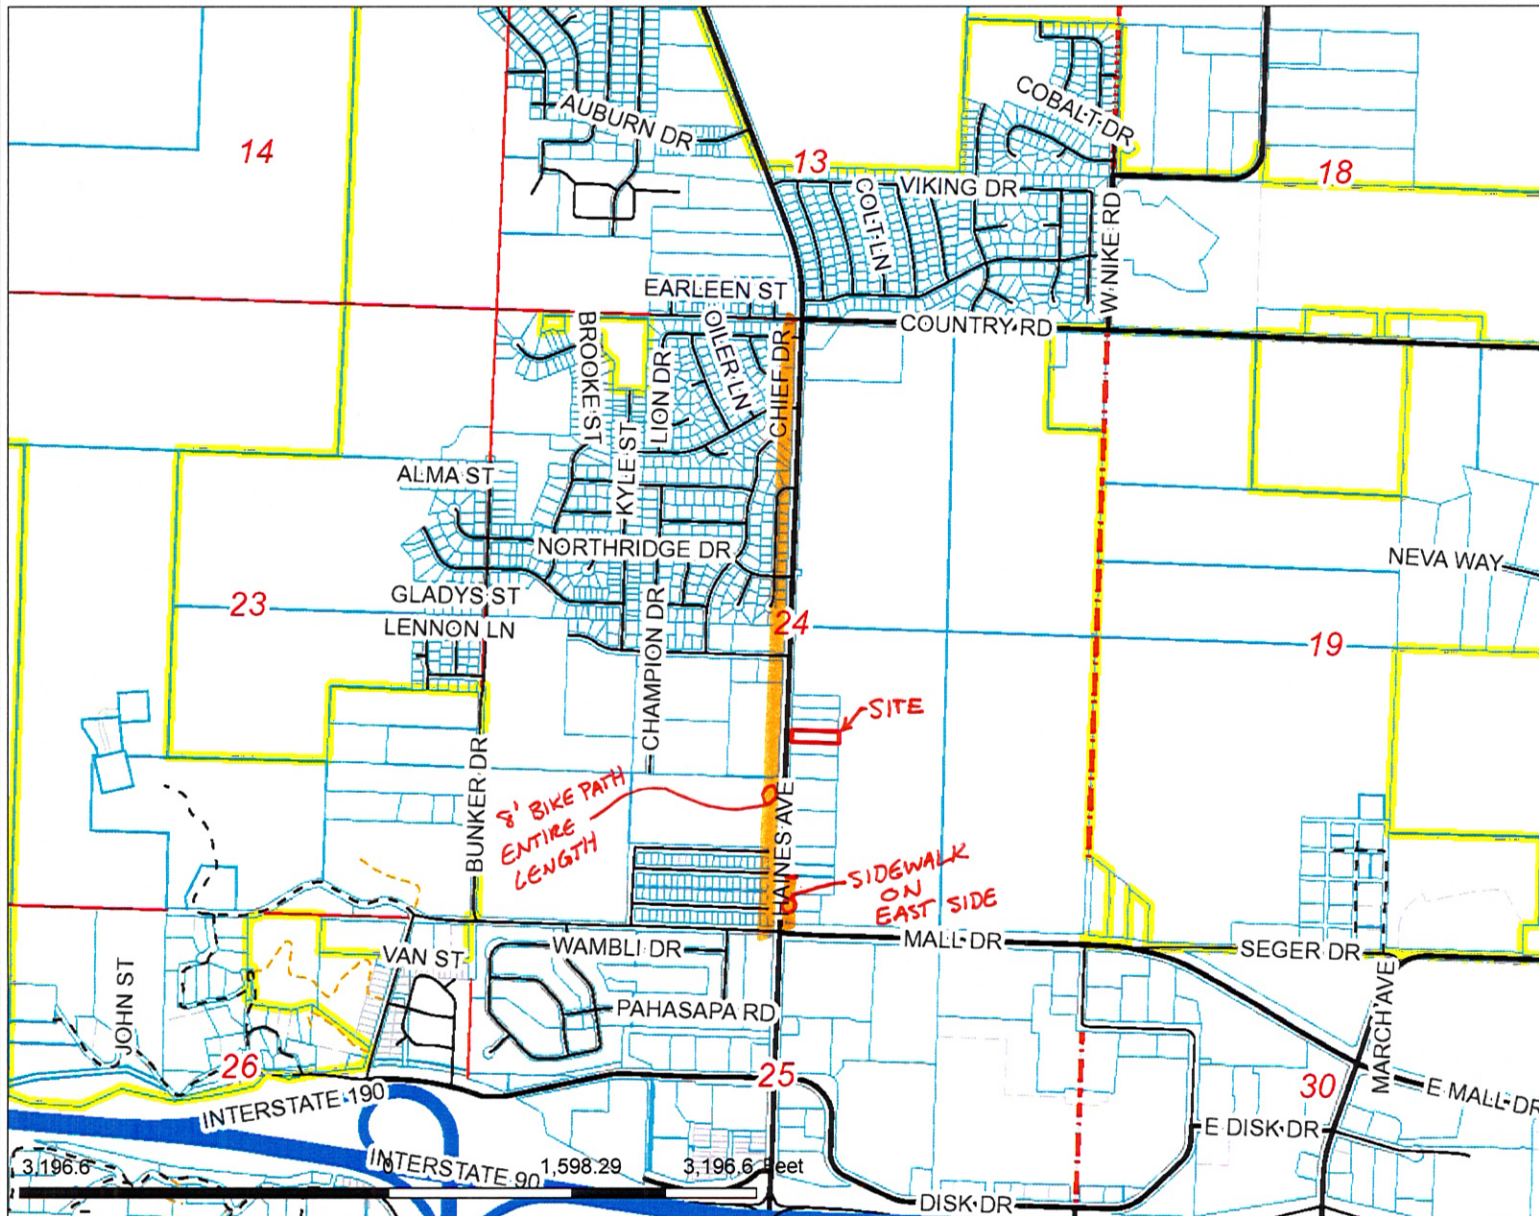 14
AUBURN DR
13
COBALT DR
18
VIKING DR
COLT LN
W NIKE RD
EARLEEN ST
COUNTRY RD
BROOKE ST
OILER LN
CHIEF DR
LION DR
KYLE ST
ALMA ST
NORTHRIDGE DR
NEVA WAY
GLADYS ST
23
24
LENNON LN
19
CHAMPION DR
SITE
BUNKER DR
8' BIKE PATH
ENTIRE
LENGTH
HAINES AVE
SIDEWALK
ON
EAST SIDE
MALL DR
SEGER DR
WAMBLI DR
VAN ST
JOHN ST
PAHASAPA RD
MARCH AVE
26
25
30
INTERSTATE 190
E MALL DR
E DISK DR
INTERSTATE 90
3,196.6
0
1,598.29
3,196.6 Feet
DISK DR